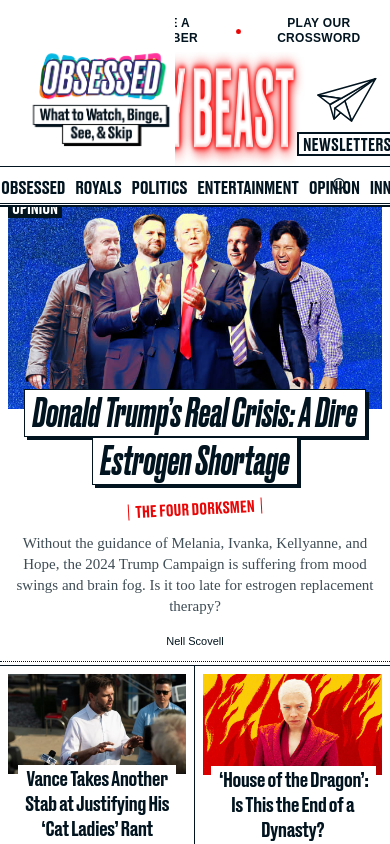 PLAY OUR
CROSSWORD
OBSESSED
What to Watch, Binge,
See, & Skip
Y BEAST
NEWSLETTERS
OBSESSED ROYALS POLITICS ENTERTAINMENT OPINION INN
OPINION
Donald Trump’s Real Crisis: A Dire
Estrogen Shortage
THE FOUR DORKSMEN
Without the guidance of Melania, Ivanka, Kellyanne, and
Hope, the 2024 Trump Campaign is suffering from mood
swings and brain fog. Is it too late for estrogen replacement
therapy?
Nell Scovell
Vance Takes Another
Stab at Justifying His
‘Cat Ladies’ Rant
‘House of the Dragon’:
Is This the End of a
Dynasty?